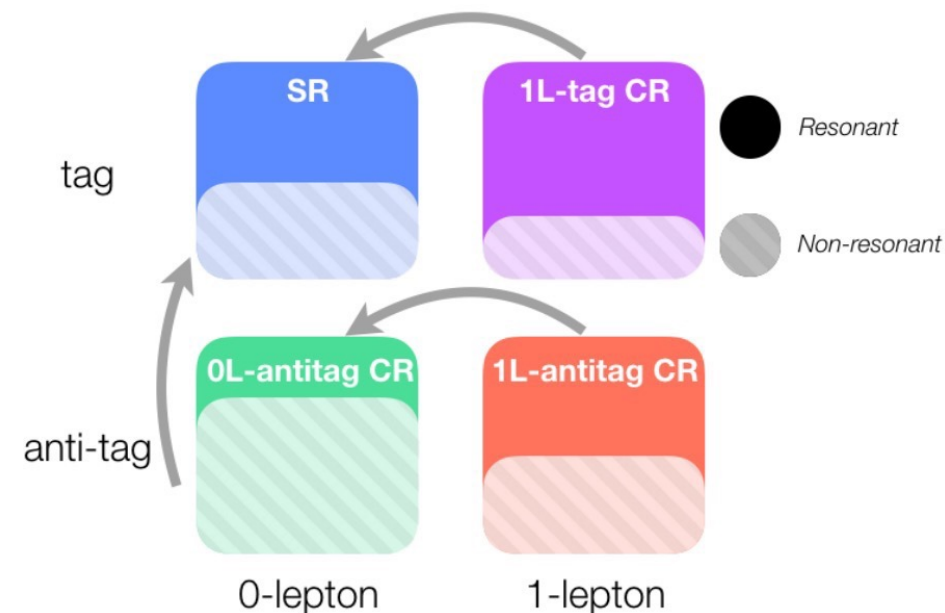 SR
1L-tag CR
Resonant
tag
Non-resonant
0L-antitag CR
1L-antitag CR
anti-tag
0-lepton
1-lepton